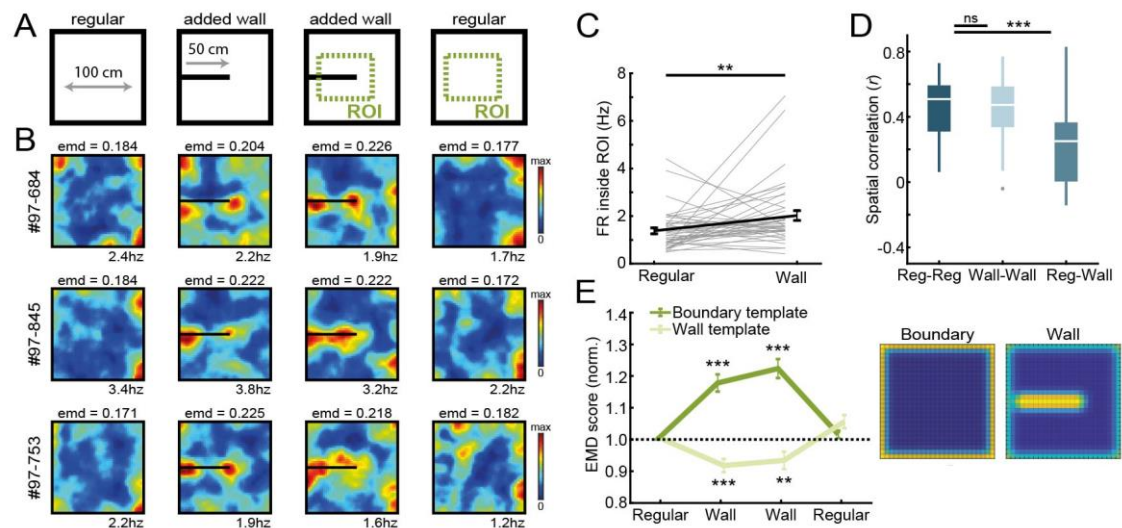 A
regular
added wall
added wall
regular
100 cm
50 cm
ROI
ROI
B
#97-684
emd = 0.184
emd = 0.204
emd = 0.226
emd = 0.177
max
0
2.4hz
2.2hz
1.9hz
1.7hz
#97-845
emd = 0.184
emd = 0.222
emd = 0.222
emd = 0.172
max
0
3.4hz
3.8hz
3.2hz
2.2hz
#97-753
emd = 0.171
emd = 0.225
emd = 0.218
emd = 0.182
max
0
2.2hz
1.9hz
1.6hz
1.2hz
C
**
FR inside ROI (Hz)
8
6
4
2
0
Regular
Wall
D
ns
***
Spatial correlation (r)
0.8
0.4
0
-0.4
Reg-Reg
Wall-Wall
Reg-Wall
E
Boundary template
Wall template
EMD score (norm.)
1.4
1.3
1.2
1.0
0.9
0.8
***
***
***
**
Regular
Wall
Wall
Regular
Boundary
Wall